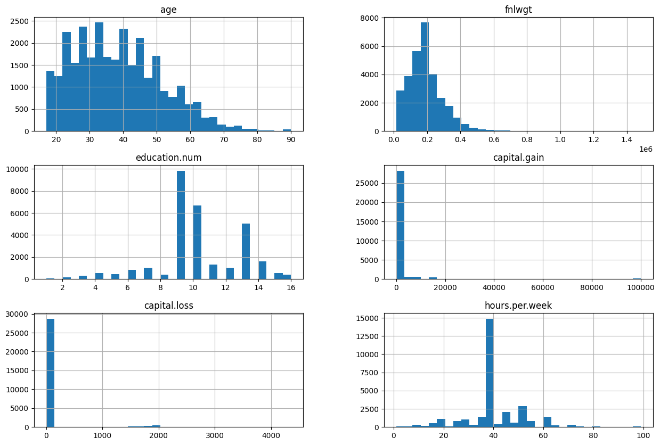 age
2500
2000
1500
1000
500
0
20 30 40 50 60 70 80 90
fnlwgt
8000
6000
4000
2000
0
0.0 0.2 0.4 0.6 0.8 1.0 1.2 1.4
1e6
education.num
10000
8000
6000
4000
2000
0
2 4 6 8 10 12 14 16
capital.gain
25000
20000
15000
10000
5000
0
0 20000 40000 60000 80000 100000
capital.loss
30000
25000
20000
15000
10000
5000
0
0 1000 2000 3000 4000
hours.per.week
15000
12500
10000
7500
5000
2500
0
0 20 40 60 80 100